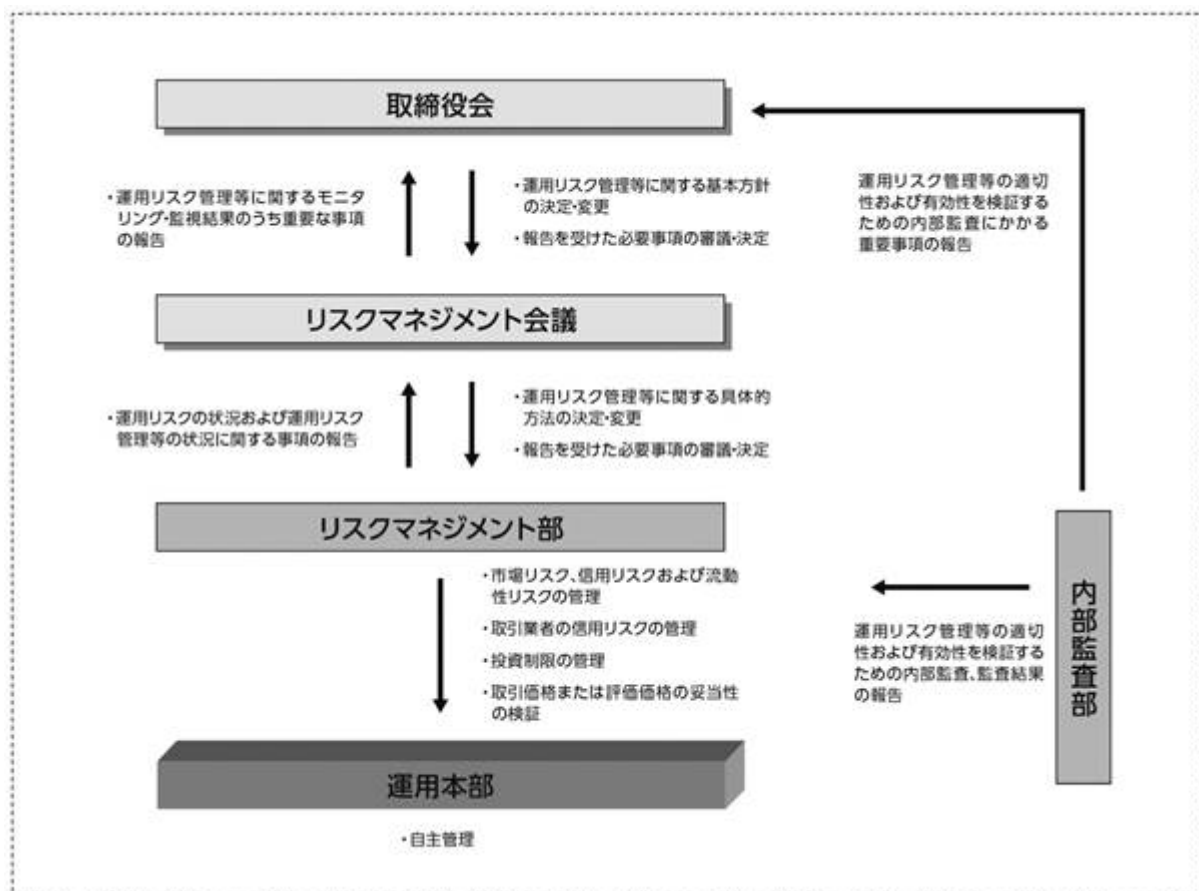 取締役会
・運用リスク管理等に関するモニタ
リング・監視結果のうち重要な事項
の報告
・運用リスク管理等に関する基本方針
の決定・変更
・報告を受けた必要事項の審議・決定
運用リスク管理等の適切
性および有効性を検証する
ための内部監査にかかる
重要事項の報告
リスクマネジメント会議
・運用リスクの状況および運用リスク
管理等の状況に関する事項の報告
・運用リスク管理等に関する具体的
方法の決定・変更
・報告を受けた必要事項の審議・決定
リスクマネジメント部
・市場リスク、信用リスクおよび流動
性リスクの管理
・取引業者の信用リスクの管理
・投資制限の管理
・取引価格または評価価格の妥当性
の検証
運用リスク管理等の適切
性および有効性を検証する
ための内部監査、監査結果
の報告
内部監査部
運用本部
・自主管理